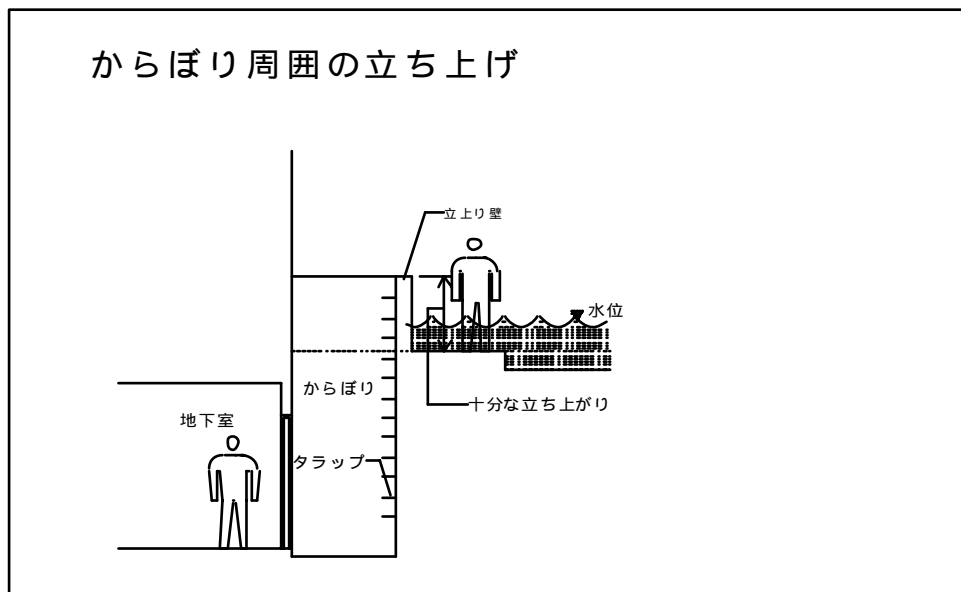 からぼり周囲の立ち上げ
立上り壁
水位
からぼり
十分な立ち上がり
地下室
タラップ